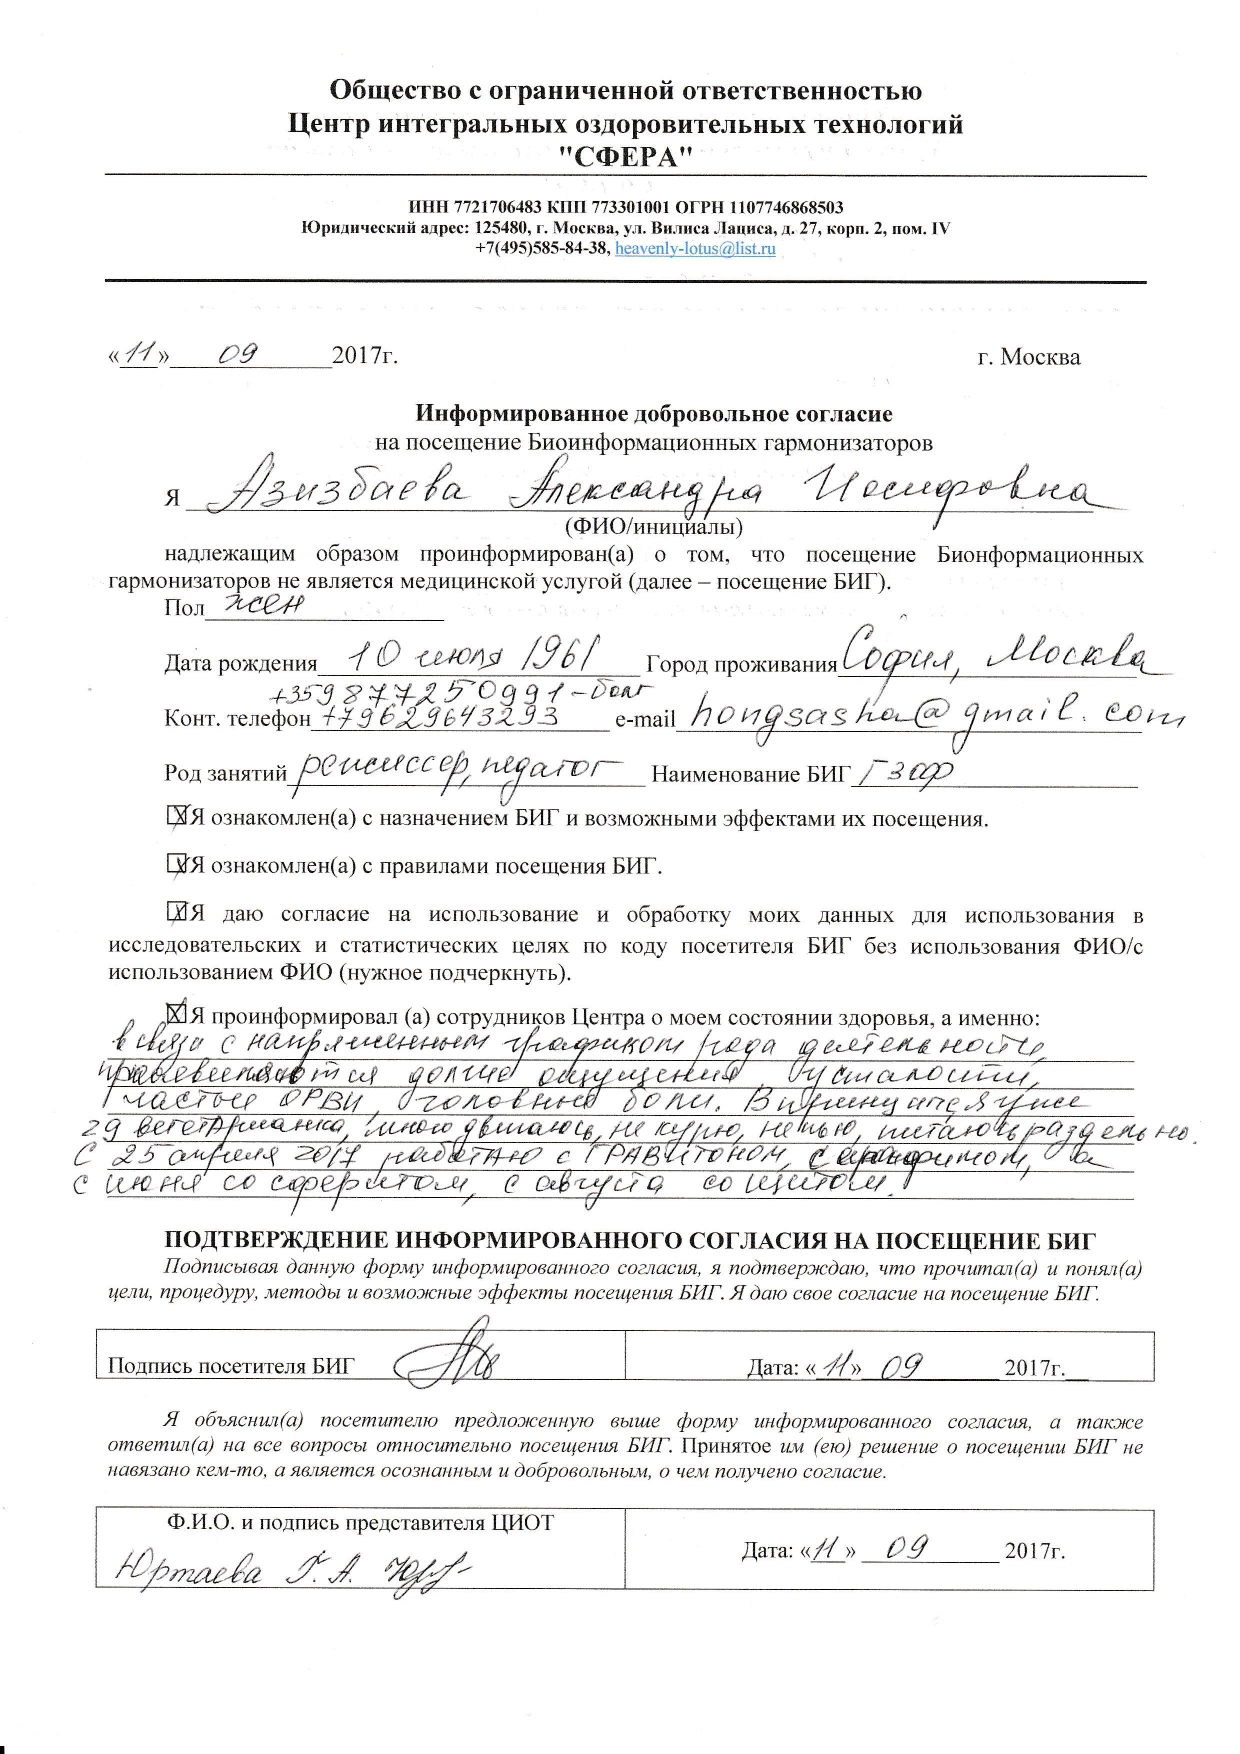 Общество с ограниченной ответственностью
Центр интегральных оздоровительных технологий
"СФЕРА"
ИНН 7721706483 КПП 773301001 ОГРН 1107746868503
Юридический адрес: 125480, г. Москва, ул. Вилиса Лациса, д. 27, корп. 2, пом. IV
+7(495)585-84-38, heavenly-lotus@list.ru
«11» 09 2017г. г. Москва
Информированное добровольное согласие
на посещение Биоинформационных гармонизаторов
Я Азизбаева Александра Иосифовна
(ФИО/инициалы)
надлежащим образом проинформирован(а) о том, что посещение Бионформационных
гармонизаторов не является медицинской услугой (далее – посещение БИГ).
Пол жен
Дата рождения 10 июля 1961 Город проживания София, Москва
+359877250991-болг
Конт. телефон +79629643293 e-mail hongsasha@gmail.com
Род занятий режиссер, педагог Наименование БИГ ГЗОФ
Я ознакомлен(а) с назначением БИГ и возможными эффектами их посещения.
Я ознакомлен(а) с правилами посещения БИГ.
Я даю согласие на использование и обработку моих данных для использования в
исследовательских и статистических целях по коду посетителя БИГ без использования ФИО/с
использованием ФИО (нужное подчеркнуть).
Я проинформировал (а) сотрудников Центра о моем состоянии здоровья, а именно:
в связи с напряженным графиком рода деятельности,
ощущения усталости,
частые ОРВИ, головные боли. В принципе, я уже
29 вегетарианка, много двигаюсь, не курю, не пью, питаюсь раздельно.
С 25 апреля 2017 работаю с ГРАВИТОНОМ, а
с июня со сферитом, с августа со щитом.
ПОДТВЕРЖДЕНИЕ ИНФОРМИРОВАННОГО СОГЛАСИЯ НА ПОСЕЩЕНИЕ БИГ
Подписывая данную форму информированного согласия, я подтверждаю, что прочитал(а) и понял(а)
цели, процедуру, методы и возможные эффекты посещения БИГ. Я даю свое согласие на посещение БИГ.
Подпись посетителя БИГ Дата: «11» 09 2017г.
Я объяснил(а) посетителю предложенную выше форму информированного согласия, а также
ответил(а) на все вопросы относительно посещения БИГ. Принятое им (ею) решение о посещении БИГ не
навязано кем-то, а является осознанным и добровольным, о чем получено согласие.
Ф.И.О. и подпись представителя ЦИОТ
Юртаева Г. А. Дата: «11» 09 2017г.